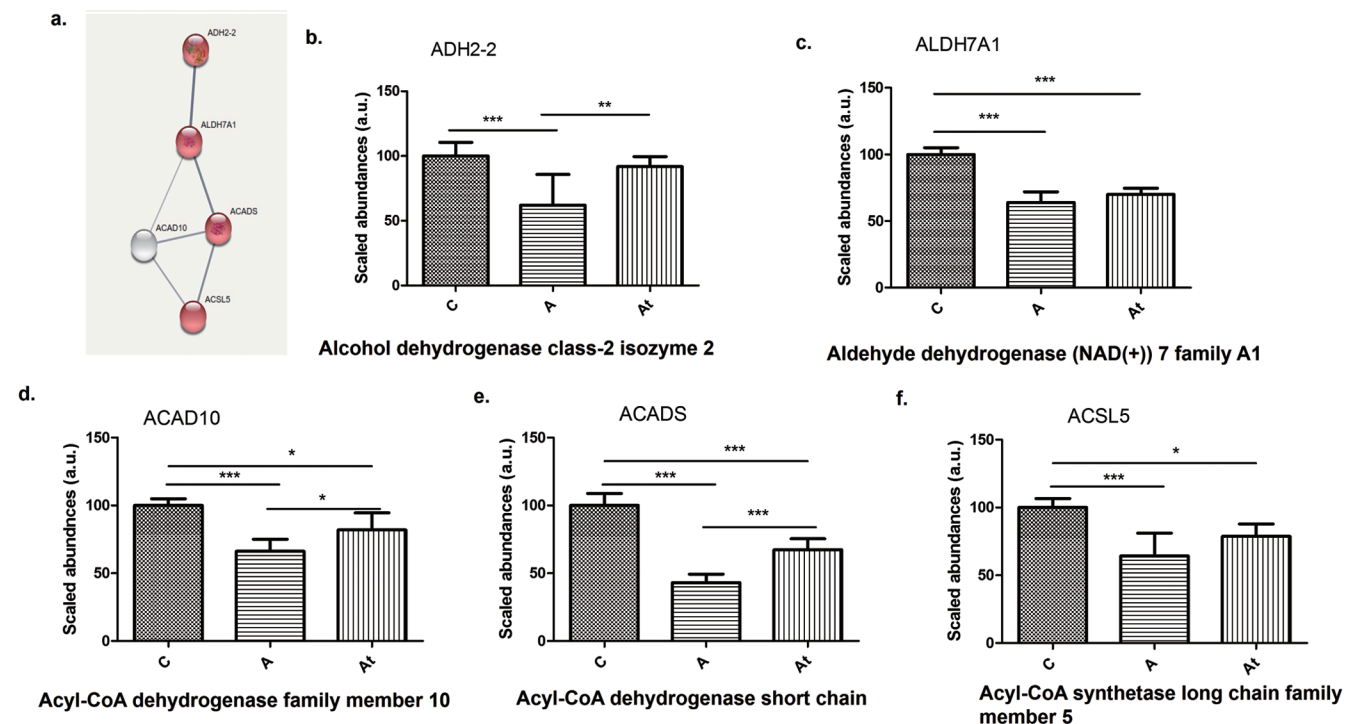 a.
ADH2-2
ALDH7A1
ACADS
ACAD10
ACSL5
b.
ADH2-2
Scaled abundances (a.u.)
150
100
50
0
***
**
C
A
At
Alcohol dehydrogenase class-2 isozyme 2
c.
ALDH7A1
Scaled abundances (a.u.)
150
100
50
0
***
***
C
A
At
Aldehyde dehydrogenase (NAD(+)) 7 family A1
d.
ACAD10
Scaled abundnces (a.u.)
150
100
50
0
*
***
*
C
A
At
Acyl-CoA dehydrogenase family member 10
e.
ACADS
Scaled abundances (a.u.)
150
100
50
0
***
***
***
C
A
At
Acyl-CoA dehydrogenase short chain
f.
ACSL5
Scaled abundances (a.u.)
150
100
50
0
*
***
C
A
At
Acyl-CoA synthetase long chain family
member 5